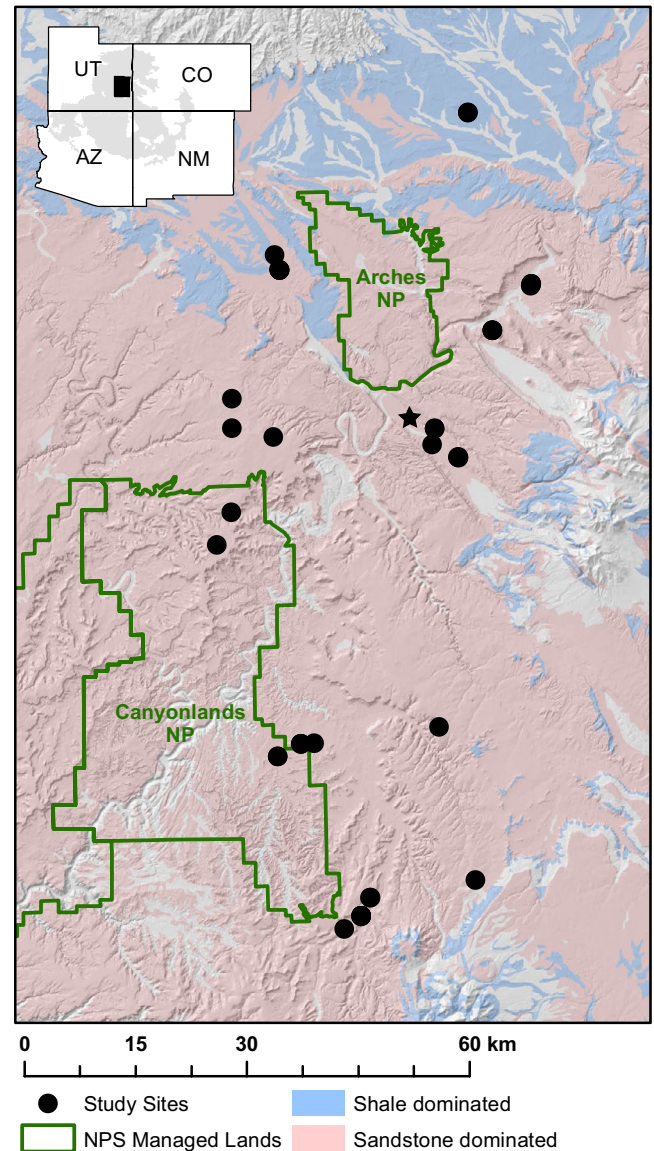 UT
CO
AZ
NM
Arches
NP
Canyonlands
NP
0 15 30 60 km
Study Sites Shale dominated
NPS Managed Lands Sandstone dominated